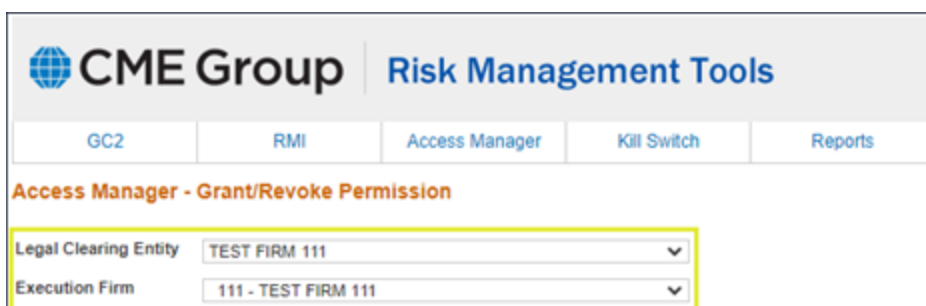 CME Group Risk Management Tools
GC2 RMI Access Manager Kill Switch Reports
Access Manager - Grant/Revoke Permission
Legal Clearing Entity TEST FIRM 111
Execution Firm 111 - TEST FIRM 111